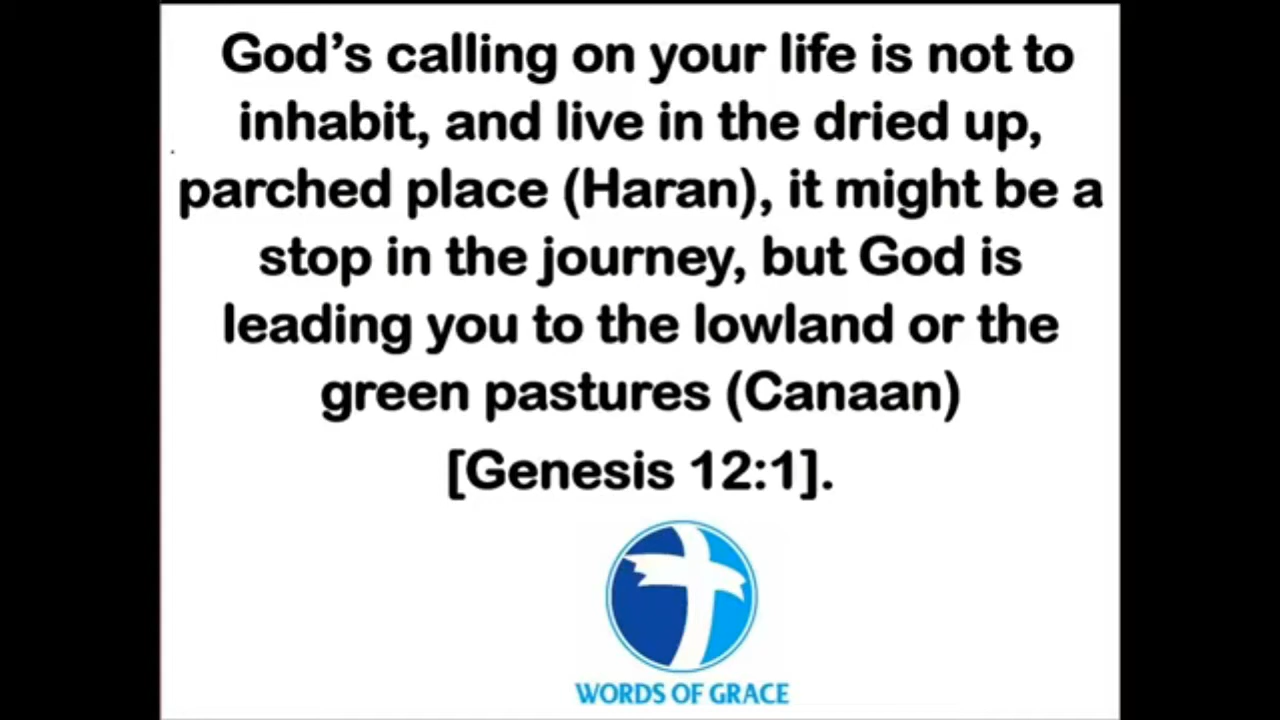 God’s calling on your life is not to
inhabit, and live in the dried up,
parched place (Haran), it might be a
stop in the journey, but God is
leading you to the lowland or the
green pastures (Canaan)
[Genesis 12:1].
WORDS OF GRACE